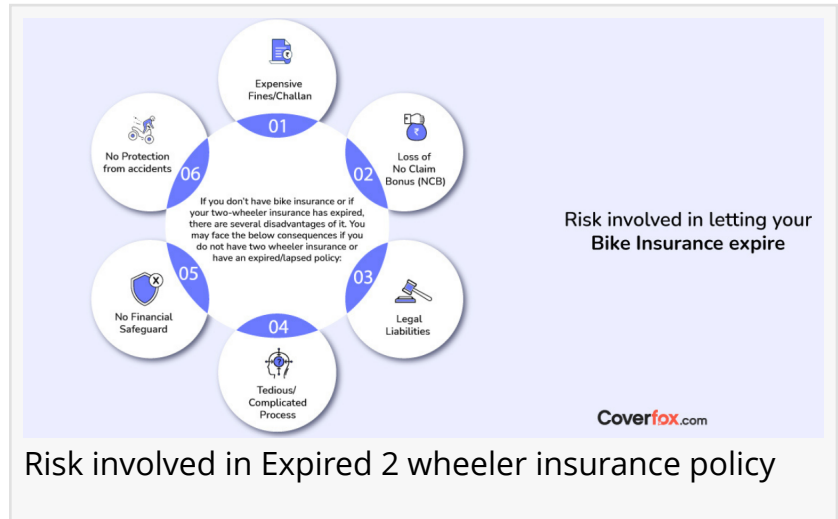 Expensive
Fines/Challan
01
Loss of
No Claim
Bonus (NCB)
02
Legal
Liabilities
03
Tedious/
Complicated
Process
04
No Financial
Safeguard
05
No Protection
from accidents
06
If you don't have bike insurance or if
your two-wheeler insurance has expired,
there are several disadvantages of it. You
may face the below consequences if you
do not have two wheeler insurance or
have an expired/lapsed policy:
Risk involved in letting your
Bike Insurance expire
Coverfox.com
Risk involved in Expired 2 wheeler insurance policy